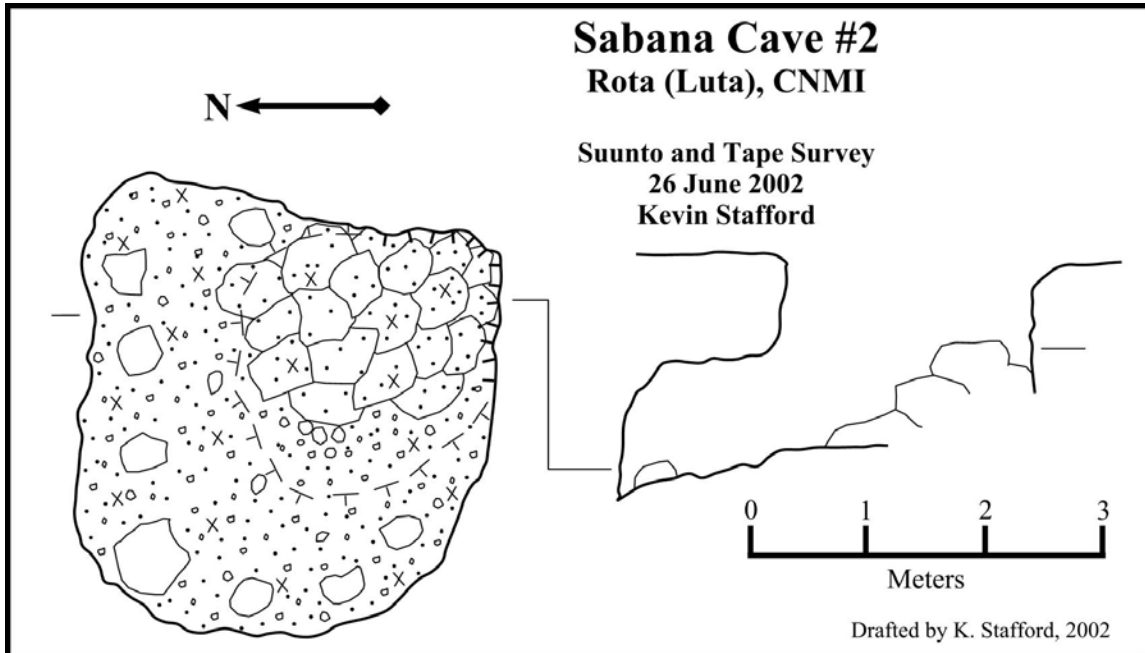 Sabana Cave #2
Rota (Luta), CNMI
N
Suunto and Tape Survey
26 June 2002
Kevin Stafford
0 1 2 3
Meters
Drafted by K. Stafford, 2002